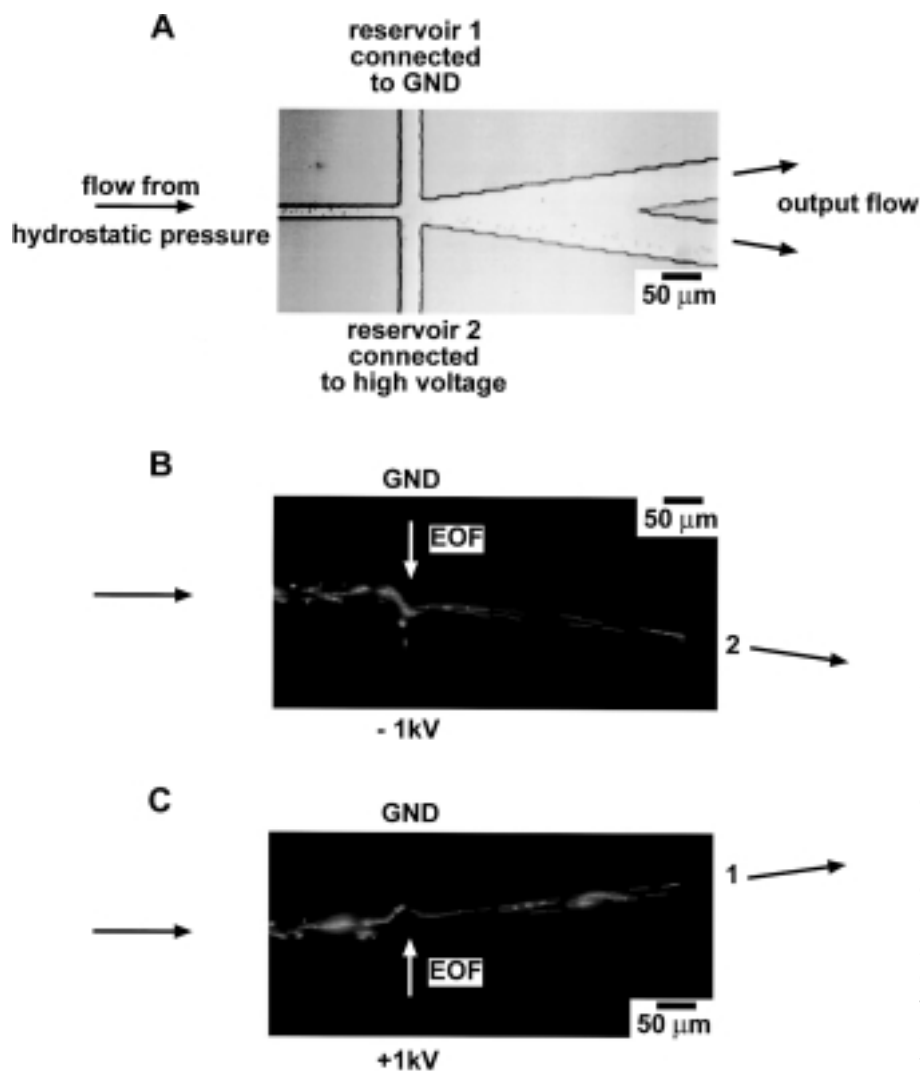 A
reservoir 1
connected
to GND
flow from
hydrostatic pressure
output flow
50 μm
reservoir 2
connected
to high voltage
B
GND
50 μm
EOF
2
- 1kV
C
GND
1
EOF
50 μm
+1kV